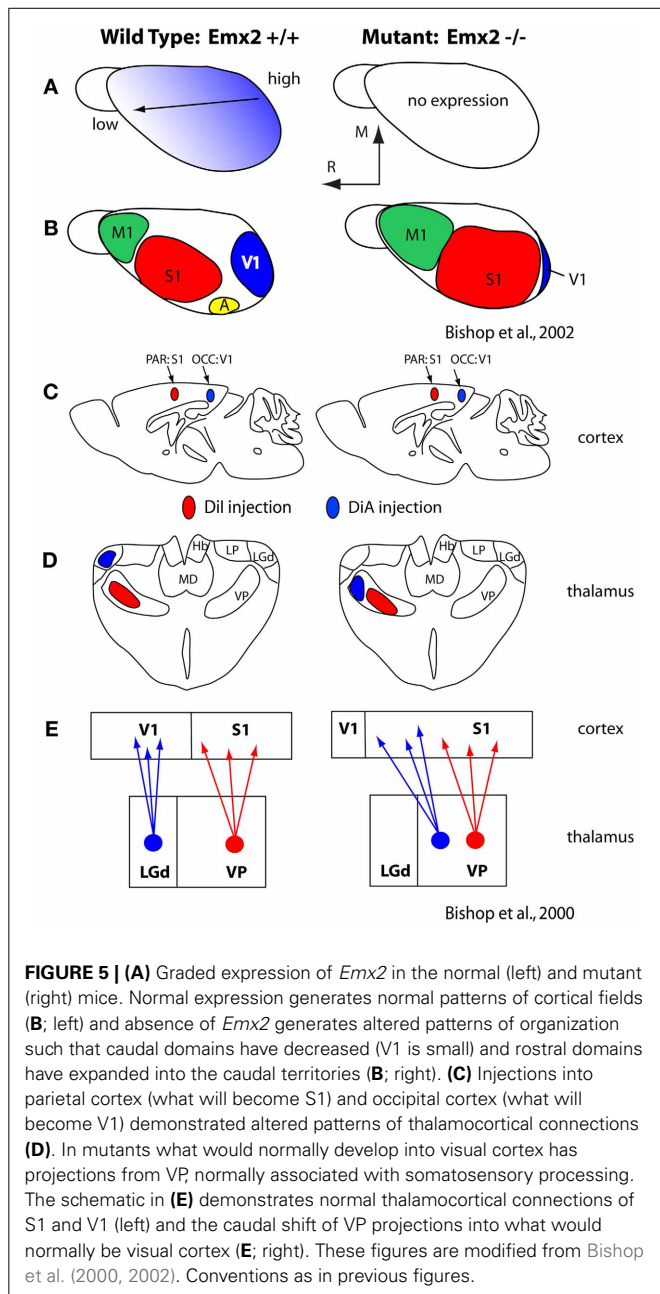 Wild Type: Emx2 +/+ Mutant: Emx2 -/-
A
high
low
no expression
M
R
B
M1
S1
V1
A
M1
S1
V1
Bishop et al., 2002
PAR:S1 OCC:V1
PAR:S1 OCC:V1
C
cortex
DiI injection DiA injection
D
Hb LP LGd
MD
VP
Hb LP LGd
MD
VP
thalamus
E
V1 S1
V1 S1
cortex
thalamus
LGd VP
LGd VP
Bishop et al., 2000
FIGURE 5 | (A) Graded expression of Emx2 in the normal (left) and mutant
(right) mice. Normal expression generates normal patterns of cortical fields
(B; left) and absence of Emx2 generates altered patterns of organization
such that caudal domains have decreased (V1 is small) and rostral domains
have expanded into the caudal territories (B; right). (C) Injections into
parietal cortex (what will become S1) and occipital cortex (what will
become V1) demonstrated altered patterns of thalamocortical connections
(D). In mutants what would normally develop into visual cortex has
projections from VP, normally associated with somatosensory processing.
The schematic in (E) demonstrates normal thalamocortical connections of
S1 and V1 (left) and the caudal shift of VP projections into what would
normally be visual cortex (E; right). These figures are modified from Bishop
et al. (2000, 2002). Conventions as in previous figures.